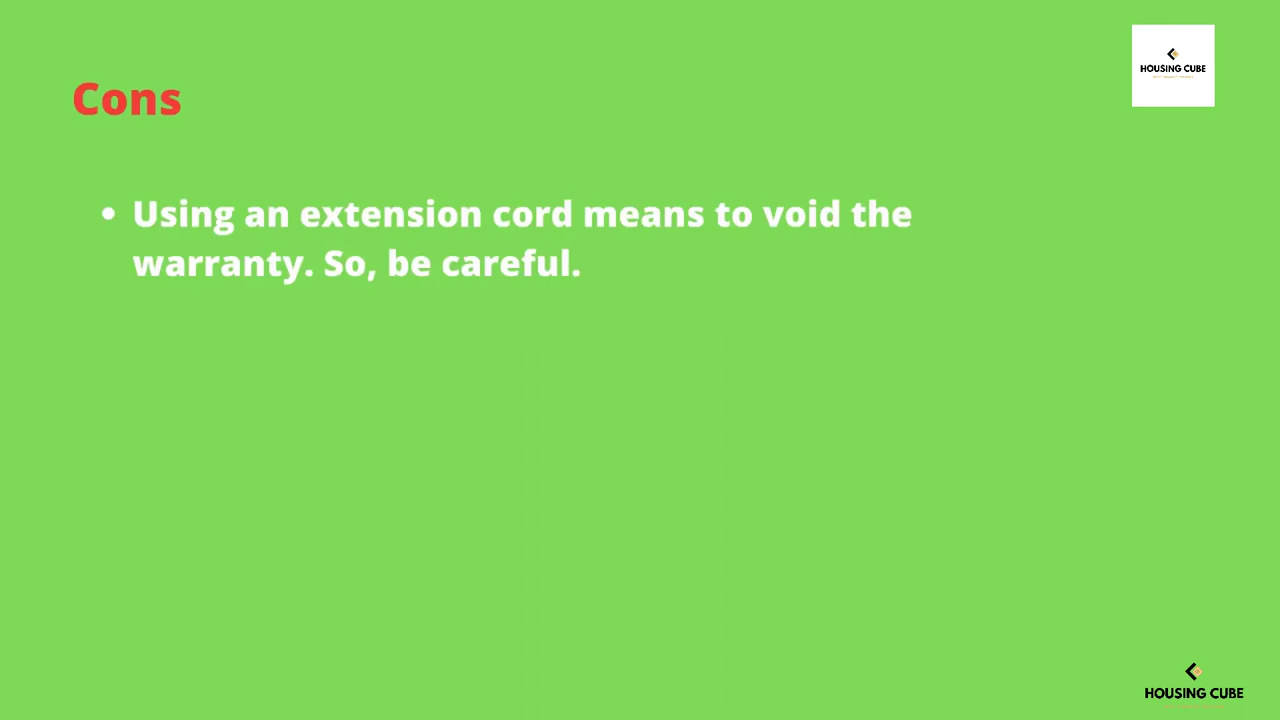 HOUSING CUBE
Cons
• Using an extension cord means to void the
warranty. So, be careful.
HOUSING CUBE